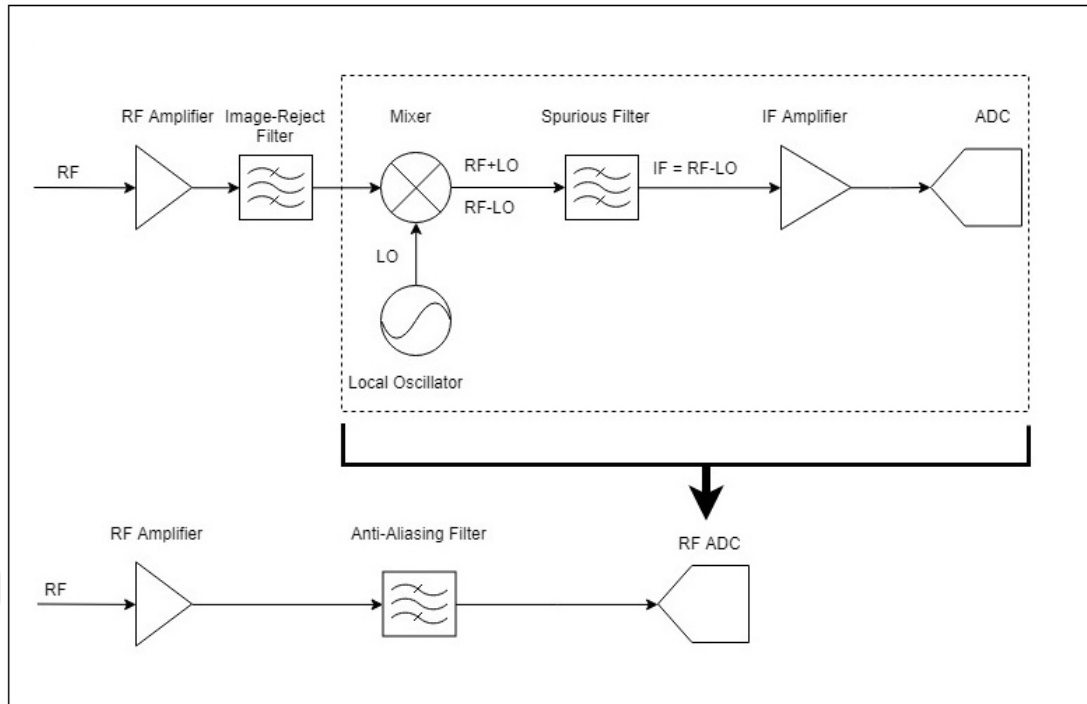 RF Amplifier
Image-Reject
Filter
Mixer
Spurious Filter
IF Amplifier
ADC
RF
RF+LO
RF-LO
IF = RF-LO
LO
Local Oscillator
RF Amplifier
Anti-Aliasing Filter
RF ADC
RF